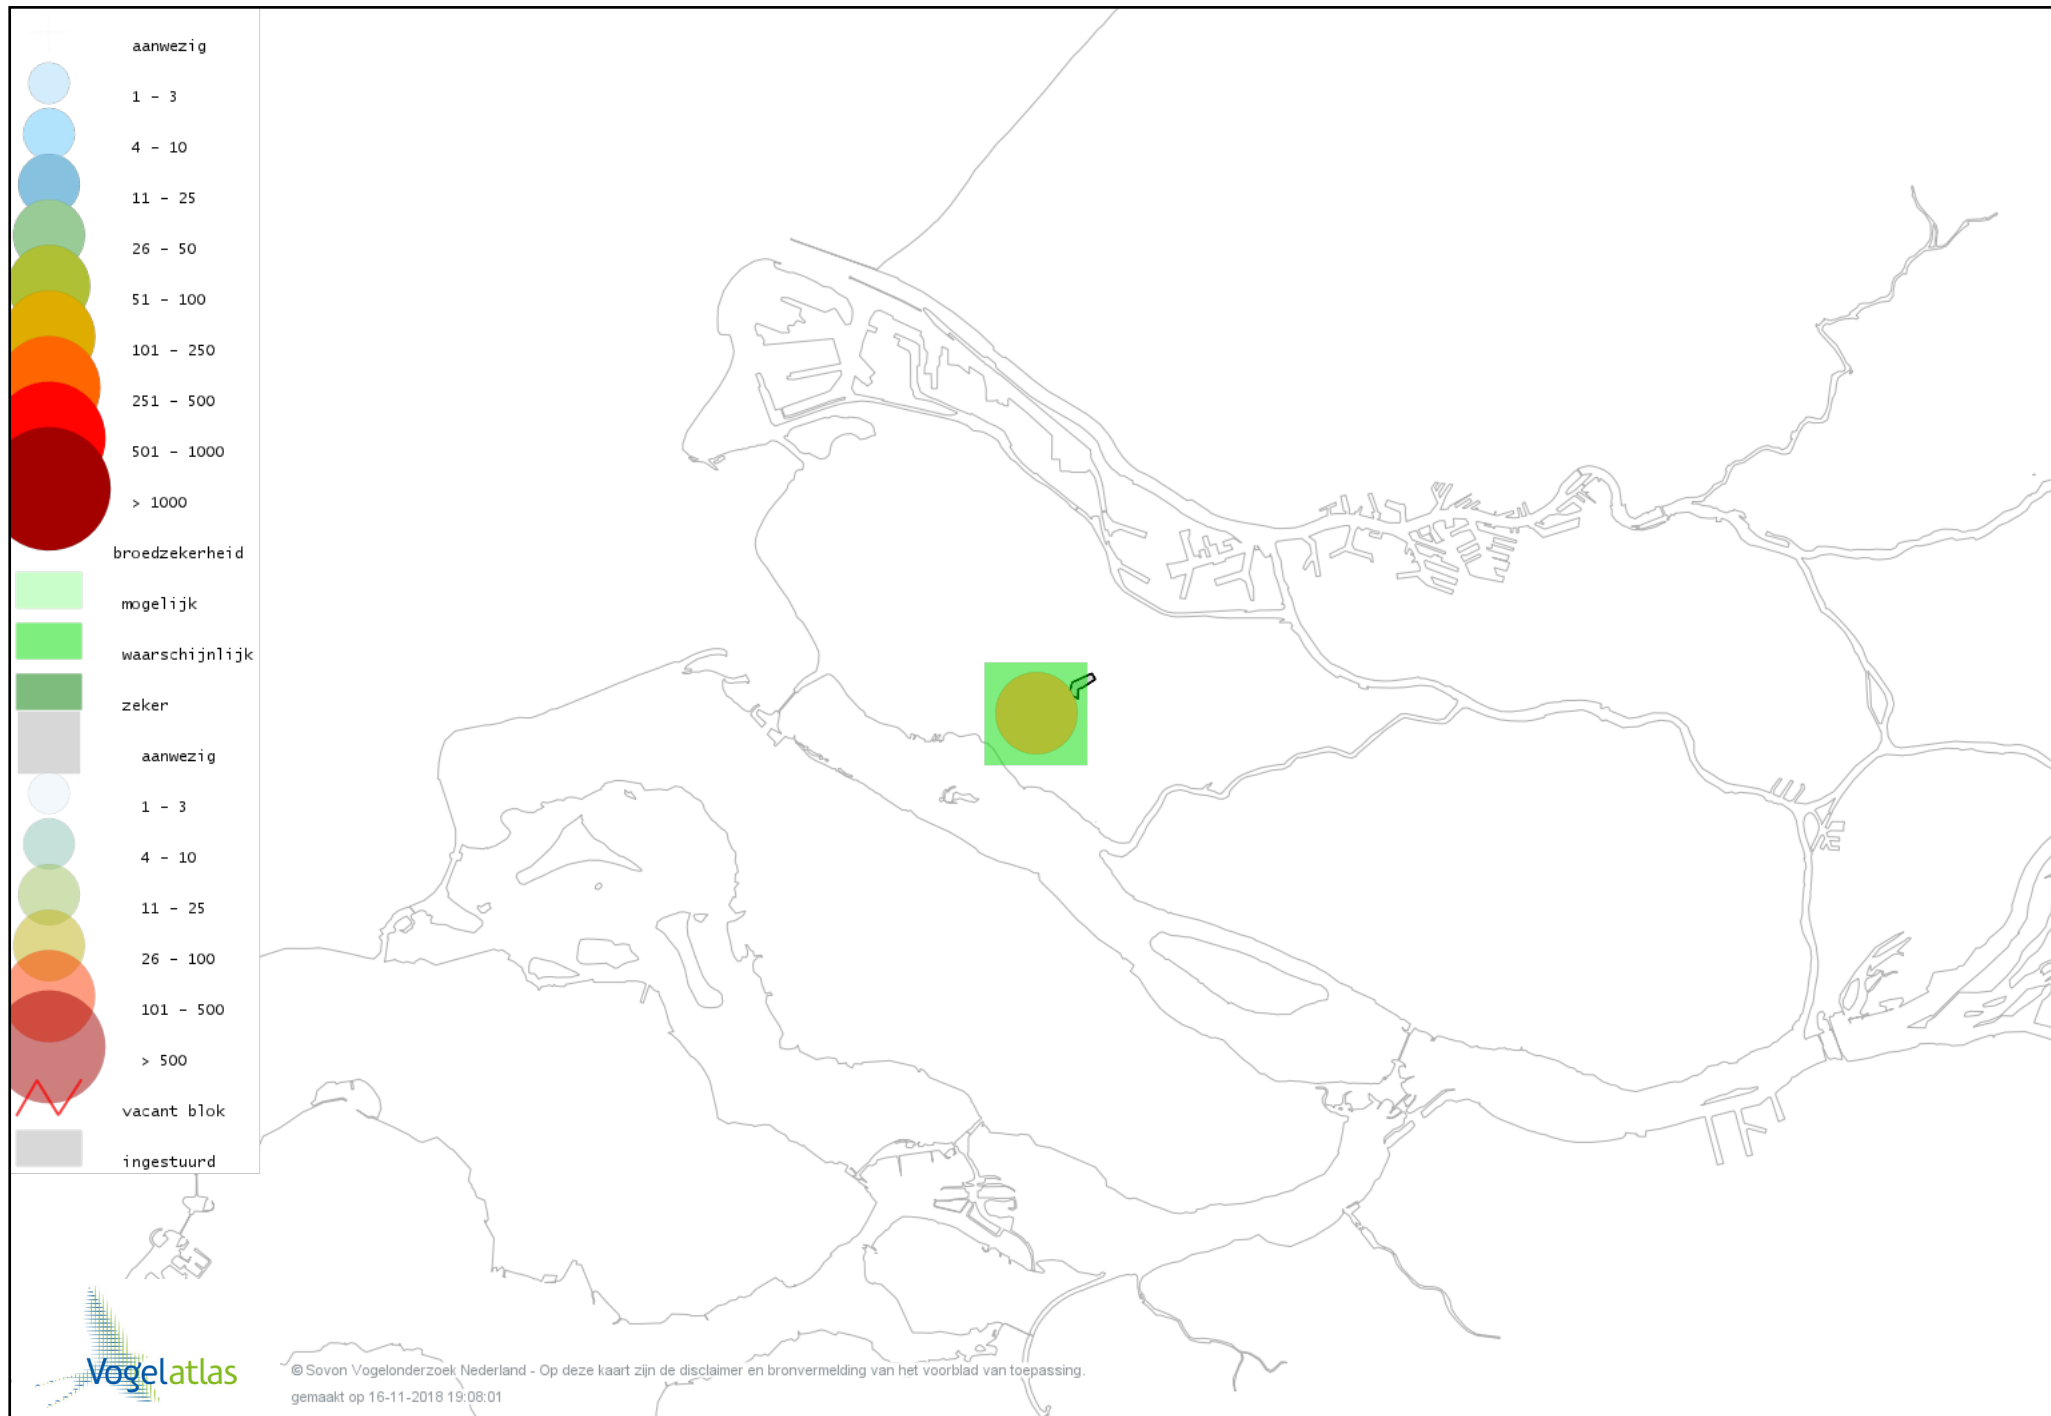 aanwezig
1 - 3
4 - 10
11 - 25
26 - 50
51 - 100
101 - 250
251 - 500
501 - 1000
> 1000
broedzekerheid
mogelijk
waarschijnlijk
zeker
aanwezig
1 - 3
4 - 10
11 - 25
26 - 100
101 - 500
> 500
vacant blok
ingestuurd
Vogelatlas
© Sovon Vogelonderzoek Nederland - Op deze kaart zijn de disclaimer en bronvermelding van het voorblad van toepassing.
gemaakt op 16-11-2018 19:08:01